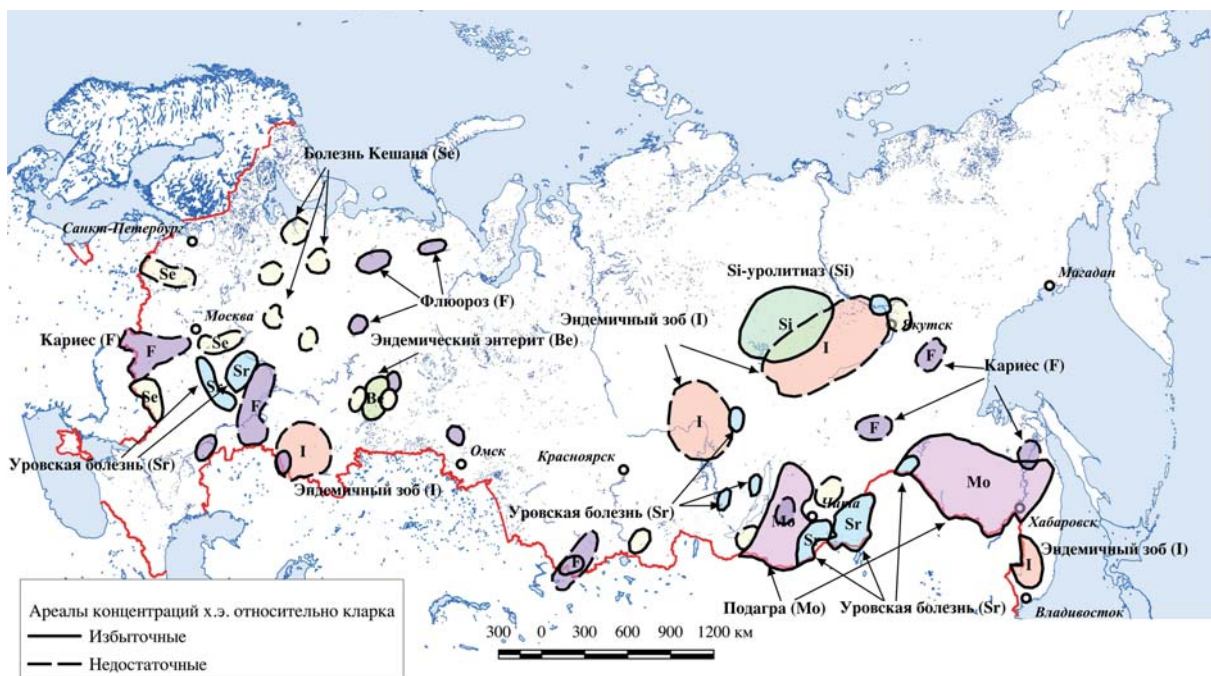 Болезнь Кешана (Se)
Санкт-Петербург
Se
Флюороз (F)
Si-уролитиаз (Si)
Магадан
Москва
Кариес (F)
F
Se
Эндемический энтерит (Be)
Эндемичный зоб (I)
Si
I
Якутск
F
Кариес (F)
Se
Sr
Sr
F
Be
I
F
Уровская болезнь (Sr)
I
Омск
Красноярск
Эндемичный зоб (I)
Уровская болезнь (Sr)
Mo
Чита
Sr
Sr
Mo
Хабаровск
F
Эндемичный зоб (I)
I
Подагра (Mo)
Уровская болезнь (Sr)
Владивосток
Ареалы концентраций х.э. относительно кларка
Избыточные
Недостаточные
300 0 300 600 900 1200 км